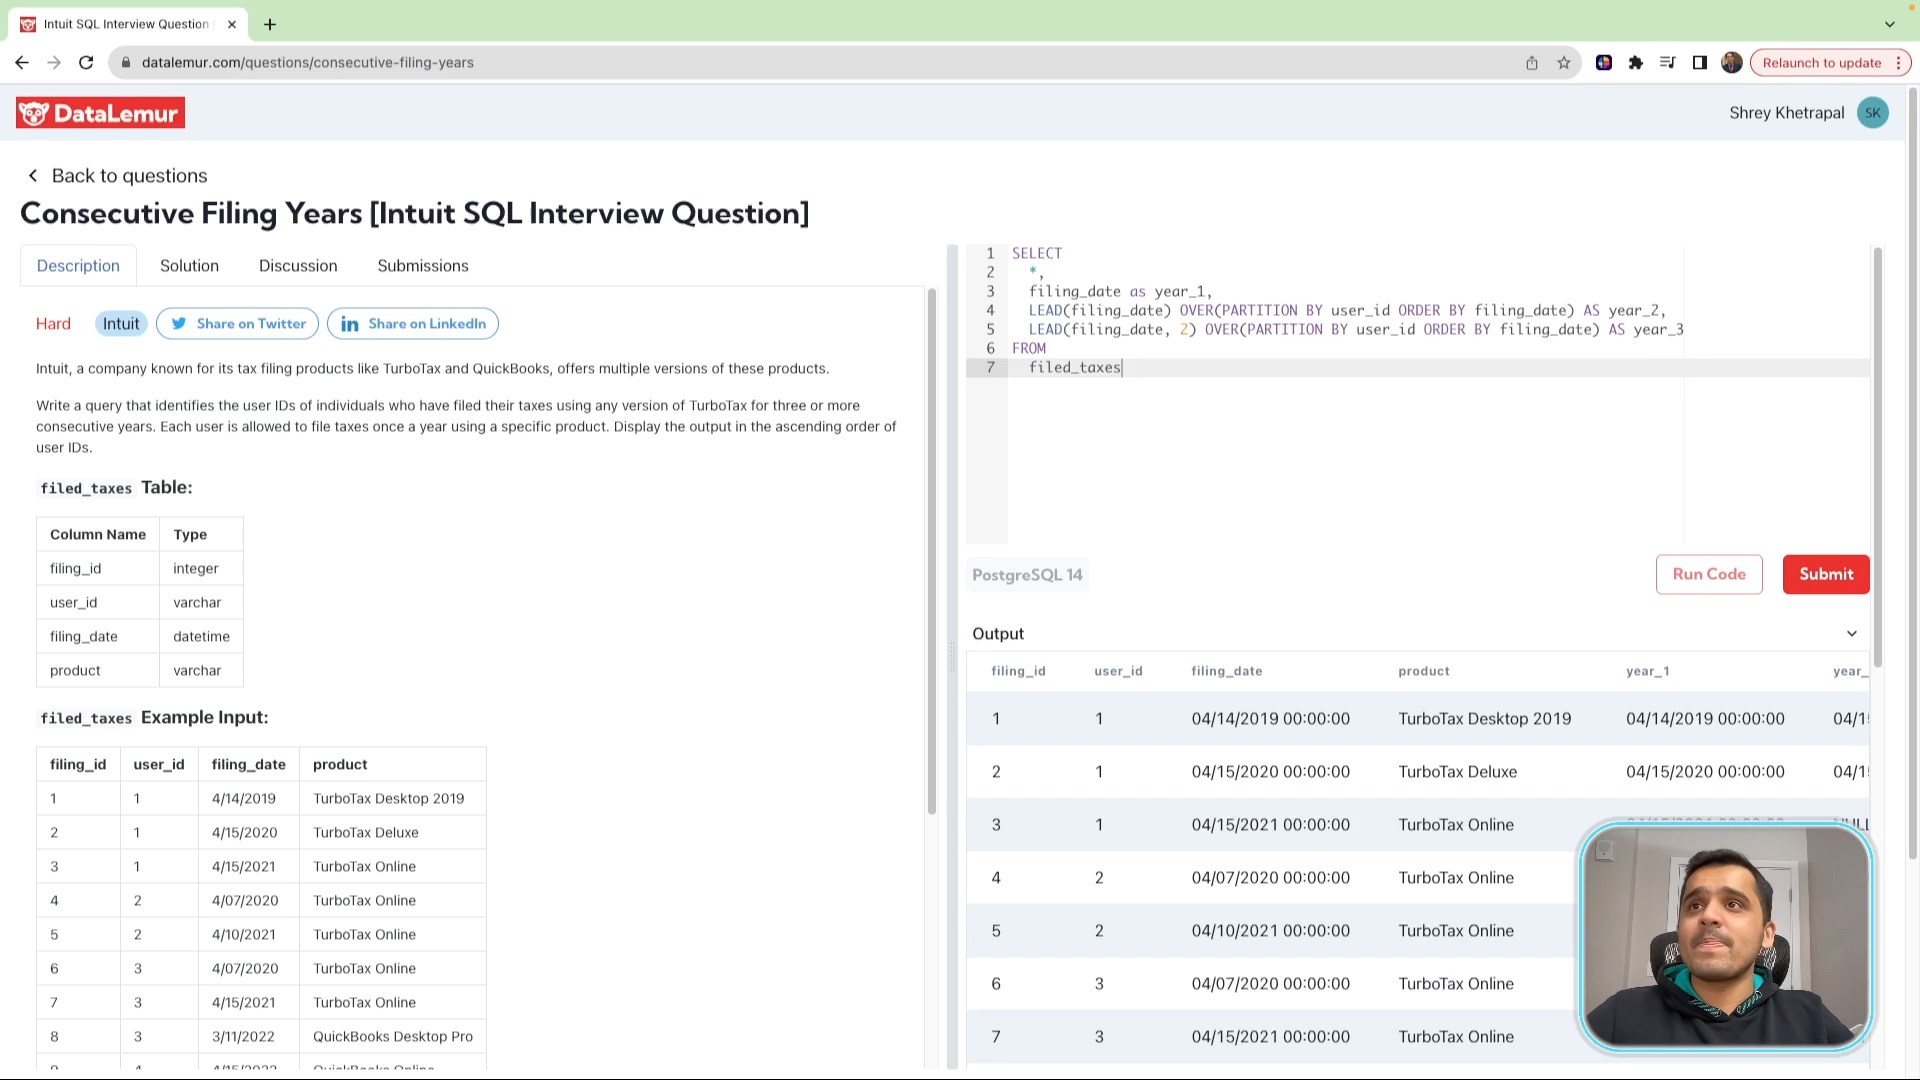 Intuit SQL Interview Question
datalemur.com/questions/consecutive-filing-years
Relaunch to update
DataLemur
Shrey Khetrapal
SK
Back to questions
Consecutive Filing Years [Intuit SQL Interview Question]
Description Solution Discussion Submissions
Hard Intuit Share on Twitter Share on LinkedIn
Intuit, a company known for its tax filing products like TurboTax and QuickBooks, offers multiple versions of these products.
Write a query that identifies the user IDs of individuals who have filed their taxes using any version of TurboTax for three or more
consecutive years. Each user is allowed to file taxes once a year using a specific product. Display the output in the ascending order of
user IDs.
filed_taxes Table:
Column Name Type
filing_id integer
user_id varchar
filing_date datetime
product varchar
filed_taxes Example Input:
filing_id user_id filing_date product
1 1 4/14/2019 TurboTax Desktop 2019
2 1 4/15/2020 TurboTax Deluxe
3 1 4/15/2021 TurboTax Online
4 2 4/07/2020 TurboTax Online
5 2 4/10/2021 TurboTax Online
6 3 4/07/2020 TurboTax Online
7 3 4/15/2021 TurboTax Online
8 3 3/11/2022 QuickBooks Desktop Pro
1 SELECT
2 *,
3 filing_date as year_1,
4 LEAD(filing_date) OVER(PARTITION BY user_id ORDER BY filing_date) AS year_2,
5 LEAD(filing_date, 2) OVER(PARTITION BY user_id ORDER BY filing_date) AS year_3
6 FROM
7 filed_taxes
PostgreSQL 14
Run Code
Submit
Output
filing_id user_id filing_date product year_1 year_
1 1 04/14/2019 00:00:00 TurboTax Desktop 2019 04/14/2019 00:00:00 04/1
2 1 04/15/2020 00:00:00 TurboTax Deluxe 04/15/2020 00:00:00 04/1
3 1 04/15/2021 00:00:00 TurboTax Online
4 2 04/07/2020 00:00:00 TurboTax Online
5 2 04/10/2021 00:00:00 TurboTax Online
6 3 04/07/2020 00:00:00 TurboTax Online
7 3 04/15/2021 00:00:00 TurboTax Online